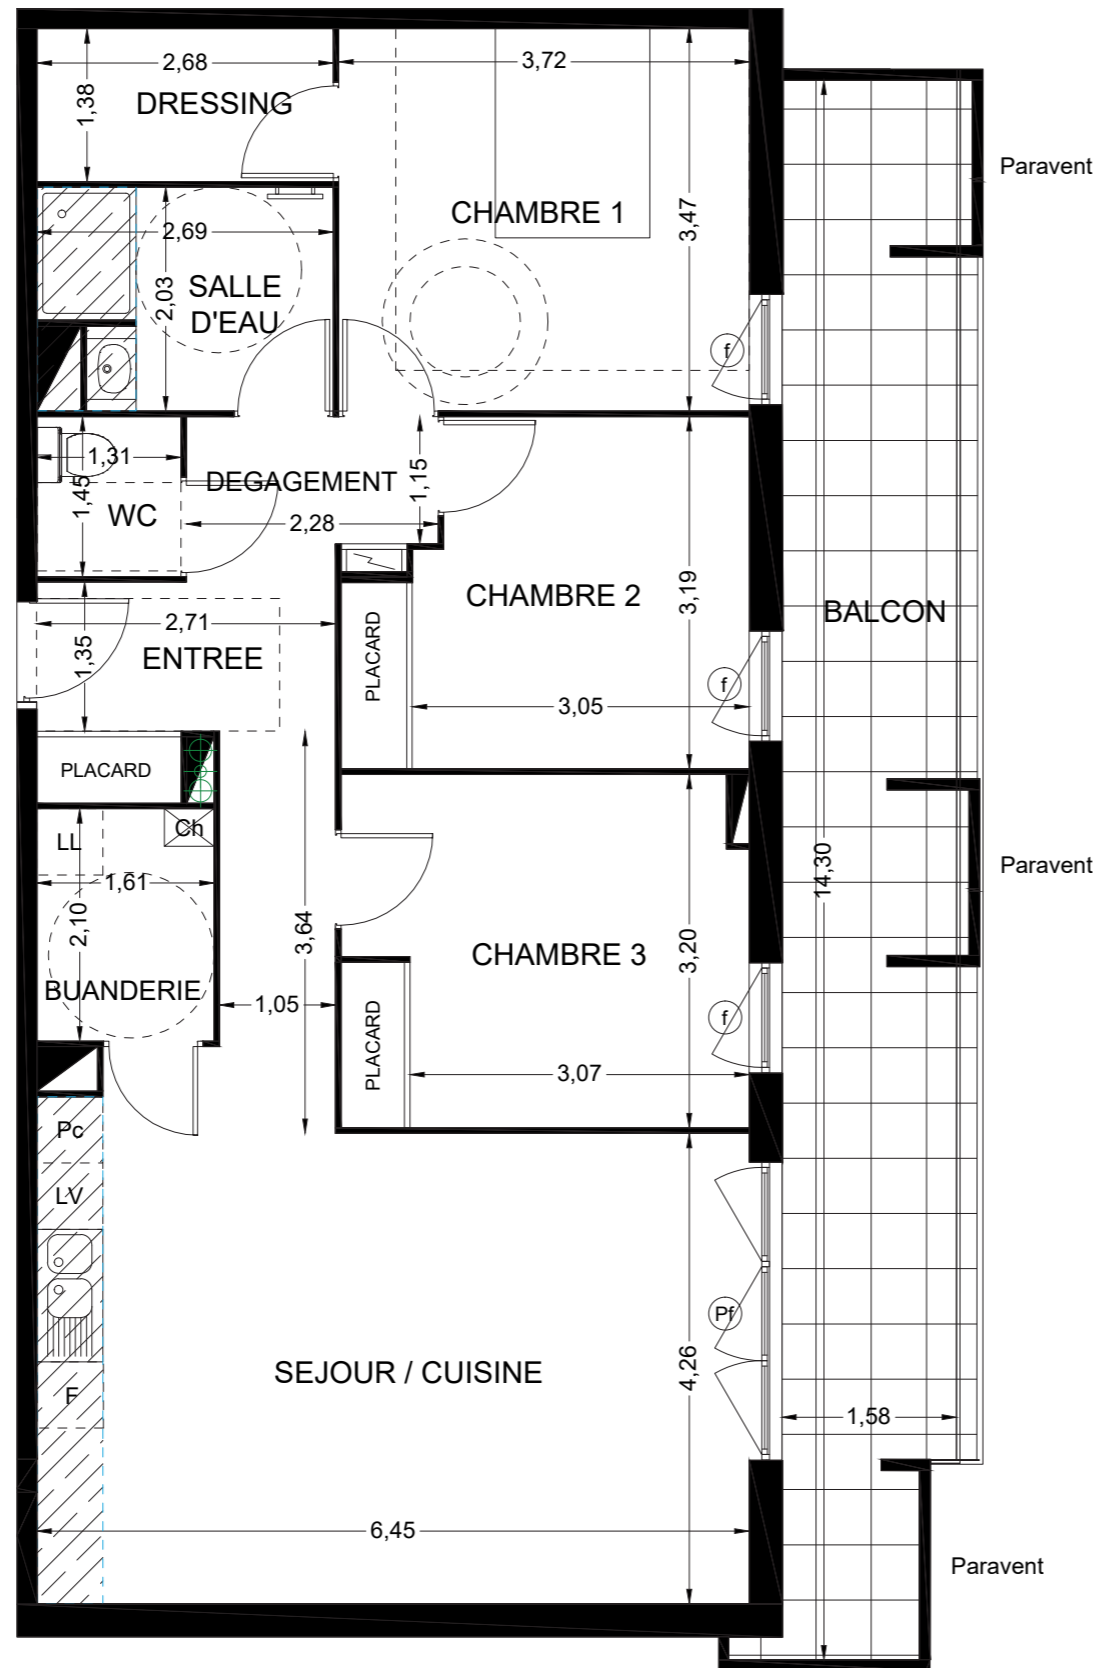 2,68
3,72
1,38
DRESSING
Paravent
CHAMBRE 1
3,47
2,69
2,03
SALLE
D'EAU
f
1,31
1,45
WC
DEGAGEMENT
1,15
2,28
CHAMBRE 2
3,19
BALCON
2,71
1,35
ENTREE
PLACARD
f
3,05
PLACARD
Ch
LL
1,61
2,10
14,30
Paravent
3,64
CHAMBRE 3
3,20
BUANDERIE
1,05
f
PLACARD
3,07
Pc
LV
Pf
SEJOUR / CUISINE
4,26
F
1,58
6,45
Paravent